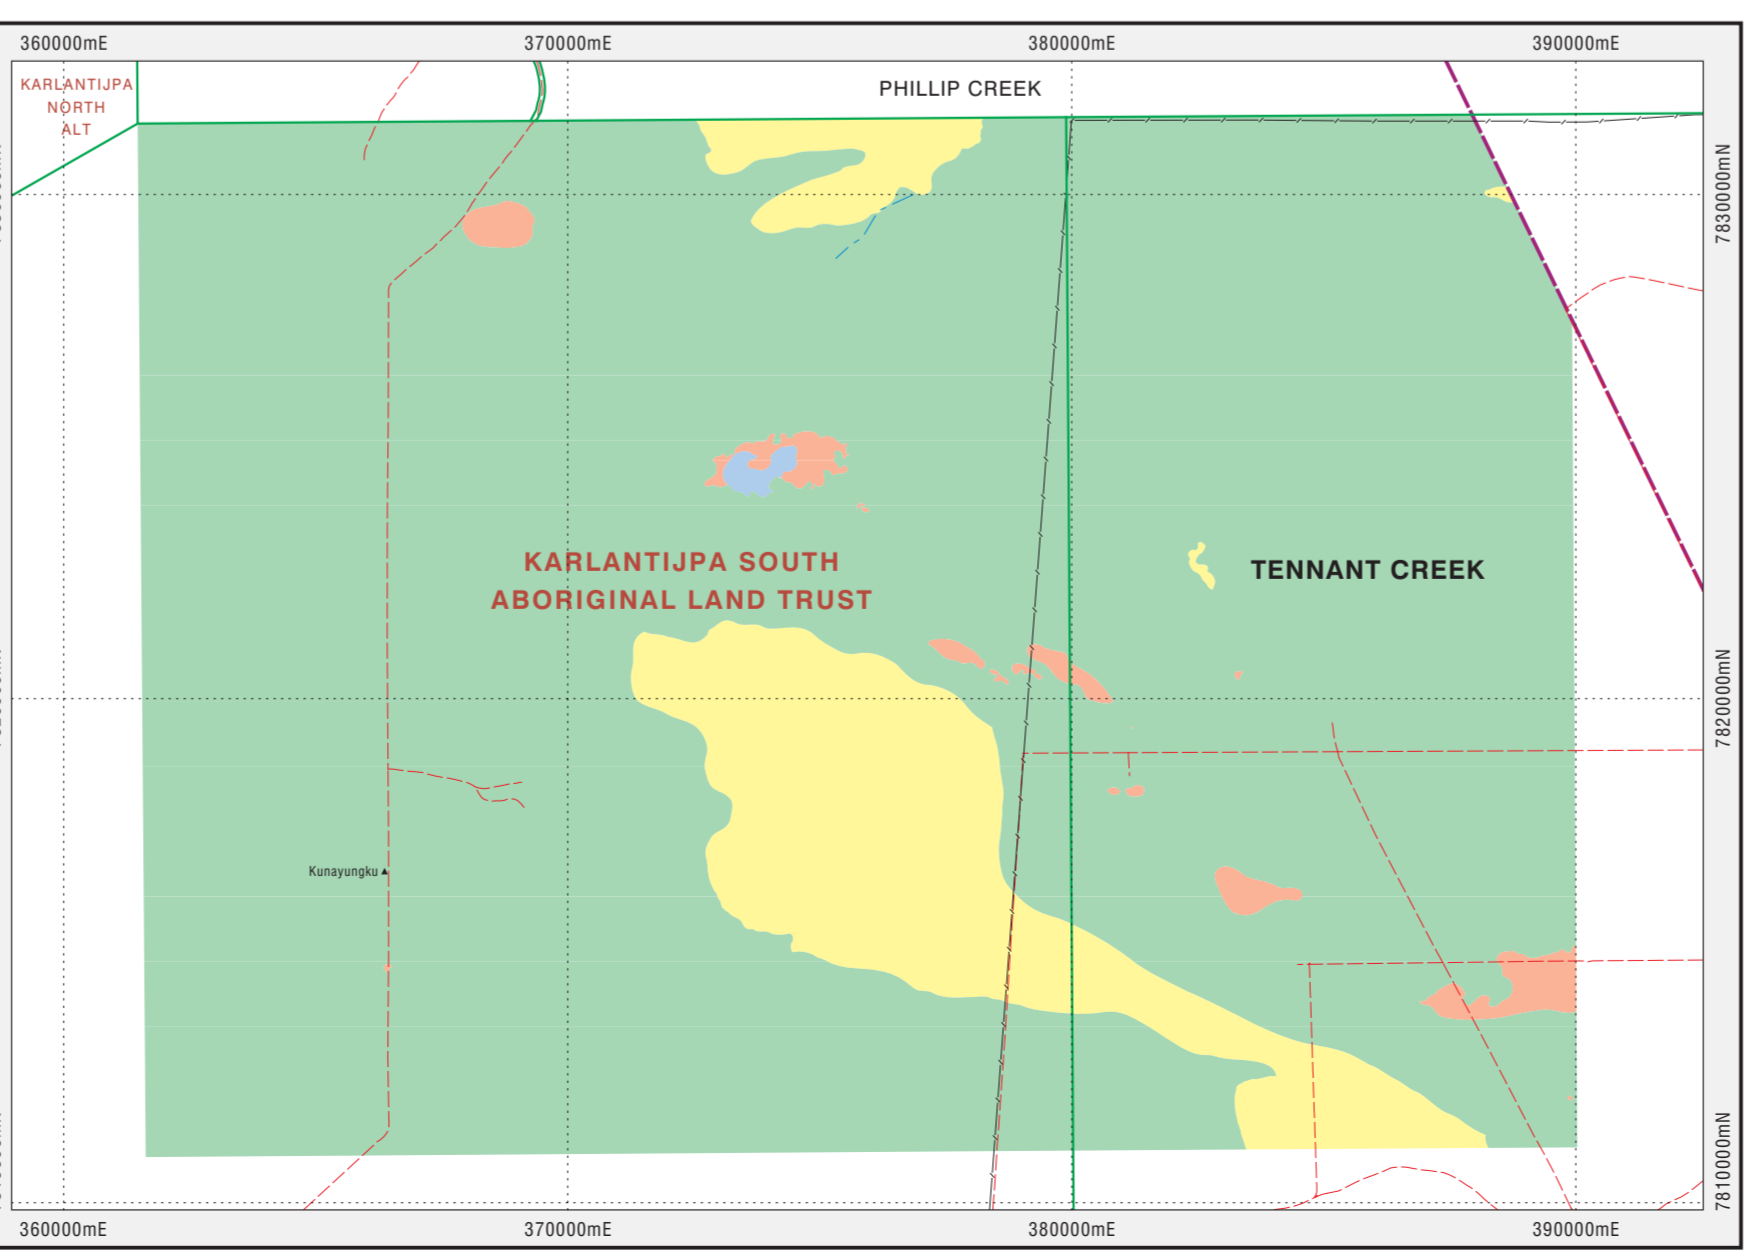 360000mE 370000mE 380000mE 390000mE
KARLANTIJPA
NORTH
ALT
PHILLIP CREEK
7830000mN
KARLANTIJPA SOUTH
ABORIGINAL LAND TRUST
TENNANT CREEK
7820000mN
Kunayungku
7810000mN
360000mE 370000mE 380000mE 390000mE